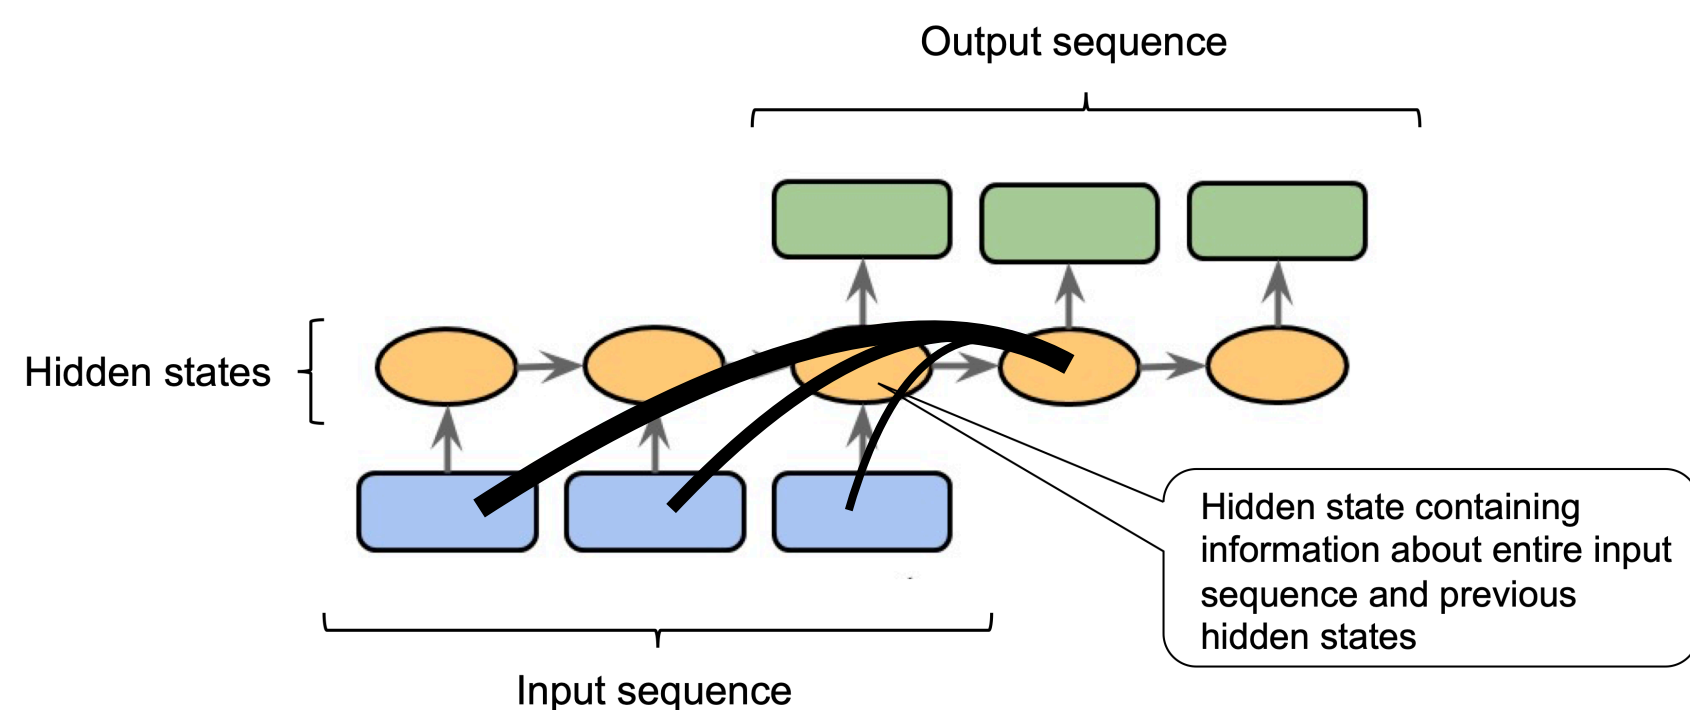 Output sequence
Hidden states
Hidden state containing
information about entire input
sequence and previous
hidden states
Input sequence